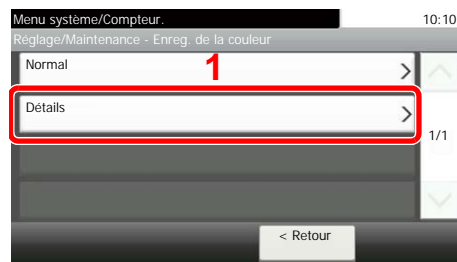 Menu système/Compteur. 10:10
Réglage/Maintenance - Enreg. de la couleur
Normal 1
Détails
1/1
< Retour